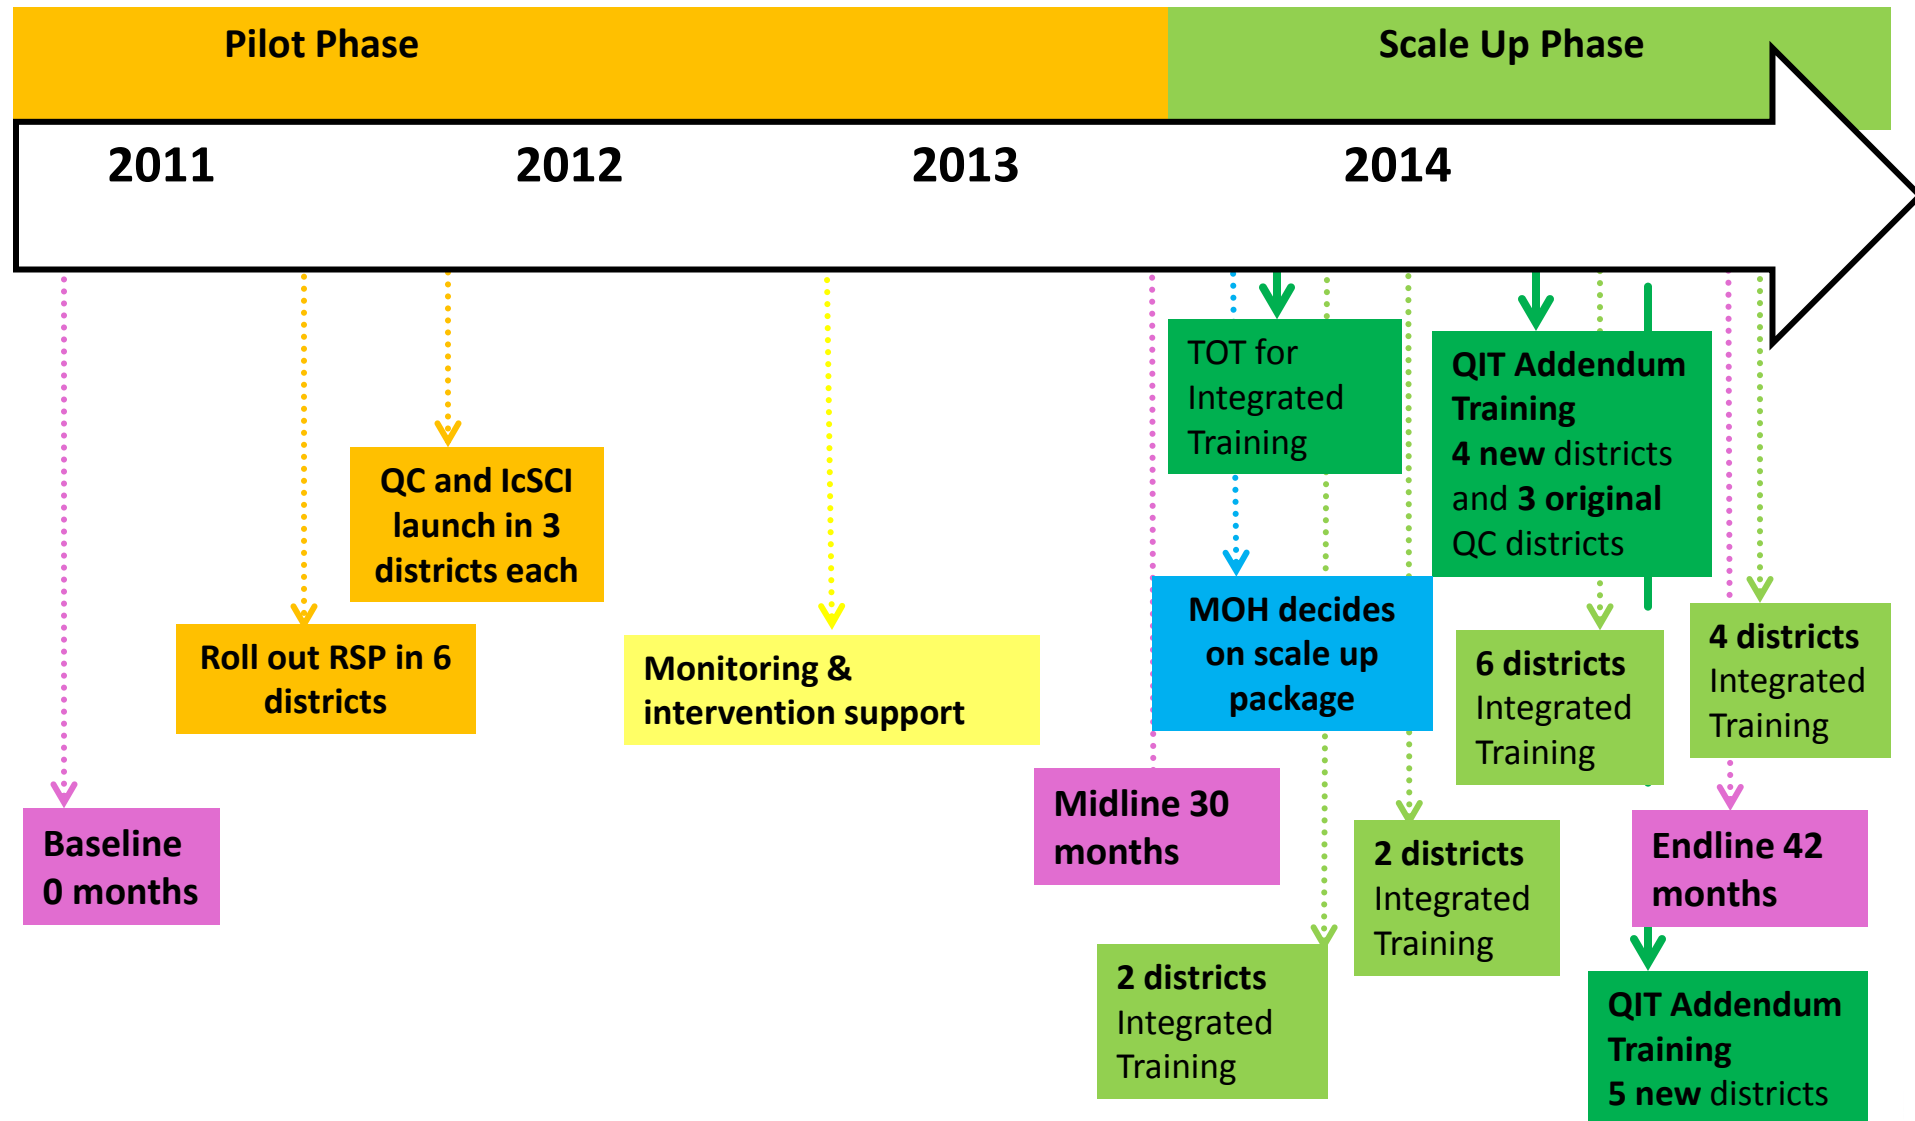 Pilot Phase
Scale Up Phase
2011
2012
2013
2014
TOT for
Integrated
Training
QIT Addendum
Training
4 new districts
and 3 original
QC districts
QC and IcSCI
launch in 3
districts each
MOH decides
on scale up
package
Roll out RSP in 6
districts
Monitoring &
intervention support
6 districts
Integrated
Training
4 districts
Integrated
Training
Baseline
0 months
Midline 30
months
2 districts
Integrated
Training
Endline 42
months
2 districts
Integrated
Training
QIT Addendum
Training
5 new districts